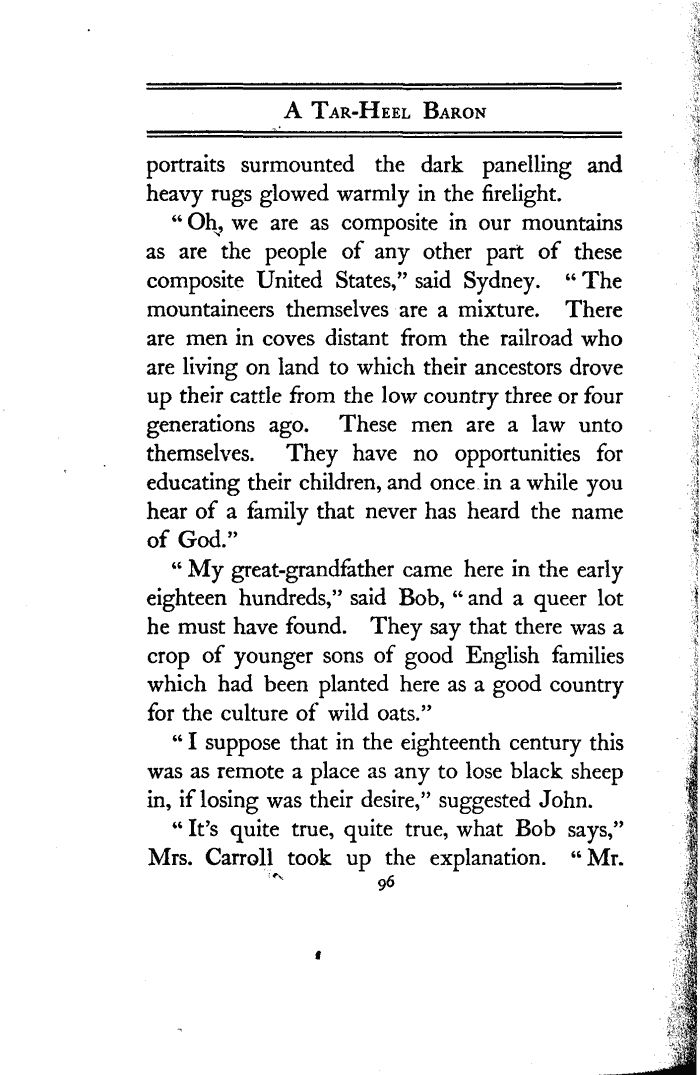 A Tar-Heel Baron
portraits surmounted the dark panelling and
heavy rugs glowed warmly in the firelight.
“ Oh, we are as composite in our mountains
as are the people of any other part of these
composite United States,” said Sydney. “ The
mountaineers themselves are a mixture. There
are men in coves distant from the railroad who
are living on land to which their ancestors drove
up their cattle from the low country three or four
generations ago. These men are a law unto
themselves. They have no opportunities for
educating their children, and once in a while you
hear of a family that never has heard the name
of God.”
“ My great-grandfather came here in the early
eighteen hundreds,” said Bob, “ and a queer lot
he must have found. They say that there was a
crop of younger sons of good English families
which had been planted here as a good country
for the culture of wild oats.”
“ I suppose that in the eighteenth century this
was as remote a place as any to lose black sheep
in, if losing was their desire,” suggested John.
“ It’s quite true, quite true, what Bob says,”
Mrs. Carroll took up the explanation. “ Mr.
96